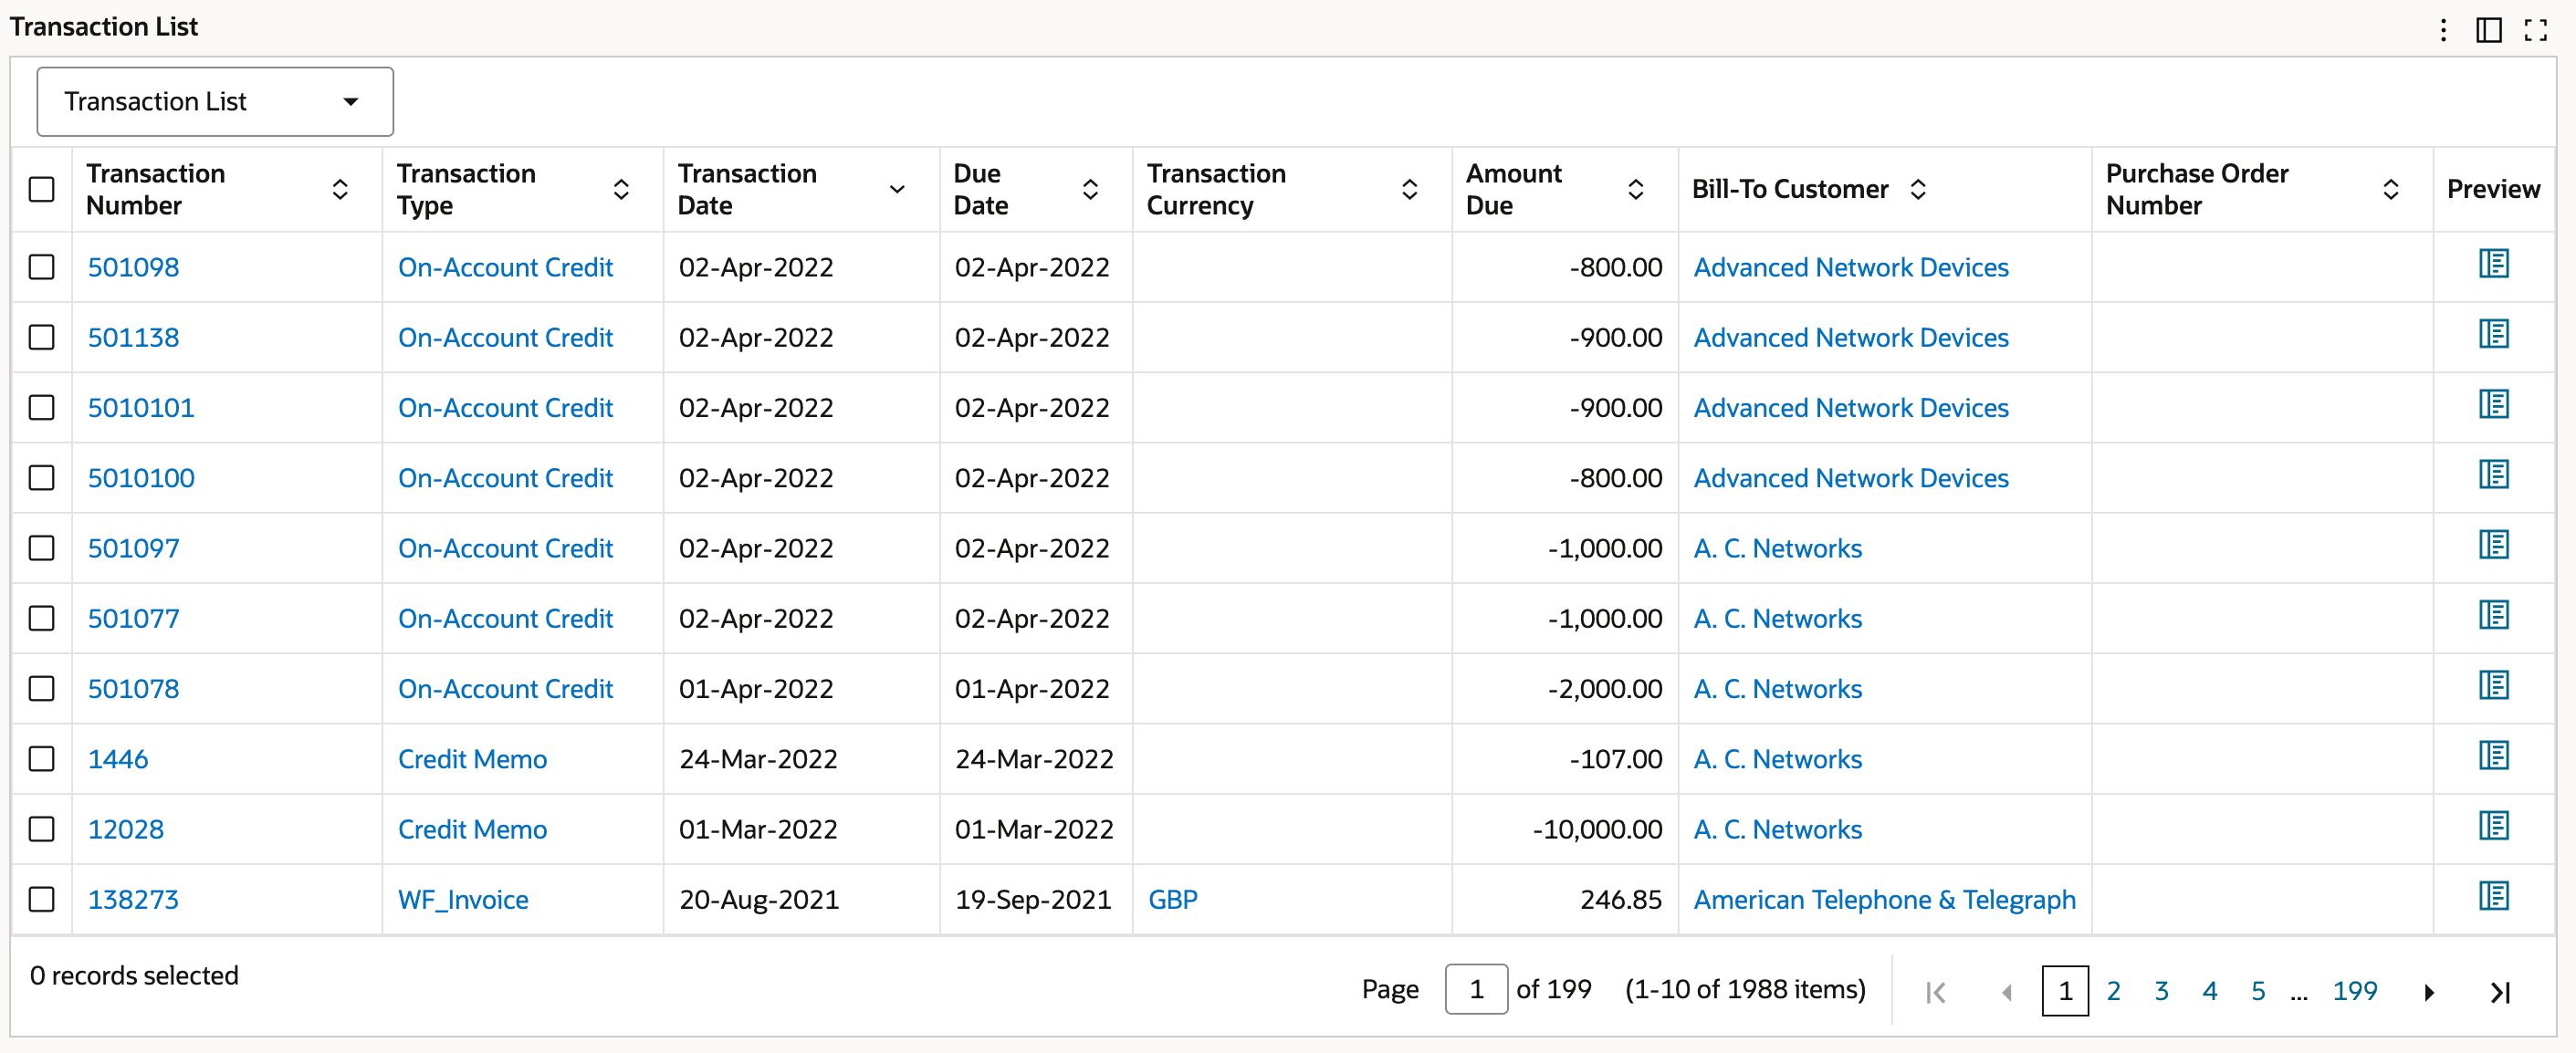 Transaction List
Transaction List
Transaction Number Transaction Type Transaction Date Due Date Transaction Currency Amount Due Bill-To Customer Purchase Order Number Preview
501098 On-Account Credit 02-Apr-2022 02-Apr-2022 -800.00 Advanced Network Devices
501138 On-Account Credit 02-Apr-2022 02-Apr-2022 -900.00 Advanced Network Devices
5010101 On-Account Credit 02-Apr-2022 02-Apr-2022 -900.00 Advanced Network Devices
5010100 On-Account Credit 02-Apr-2022 02-Apr-2022 -800.00 Advanced Network Devices
501097 On-Account Credit 02-Apr-2022 02-Apr-2022 -1,000.00 A. C. Networks
501077 On-Account Credit 02-Apr-2022 02-Apr-2022 -1,000.00 A. C. Networks
501078 On-Account Credit 01-Apr-2022 01-Apr-2022 -2,000.00 A. C. Networks
1446 Credit Memo 24-Mar-2022 24-Mar-2022 -107.00 A. C. Networks
12028 Credit Memo 01-Mar-2022 01-Mar-2022 -10,000.00 A. C. Networks
138273 WF_Invoice 20-Aug-2021 19-Sep-2021 GBP 246.85 American Telephone & Telegraph
0 records selected
Page 1 of 199 (1-10 of 1988 items) 1 2 3 4 5 ... 199